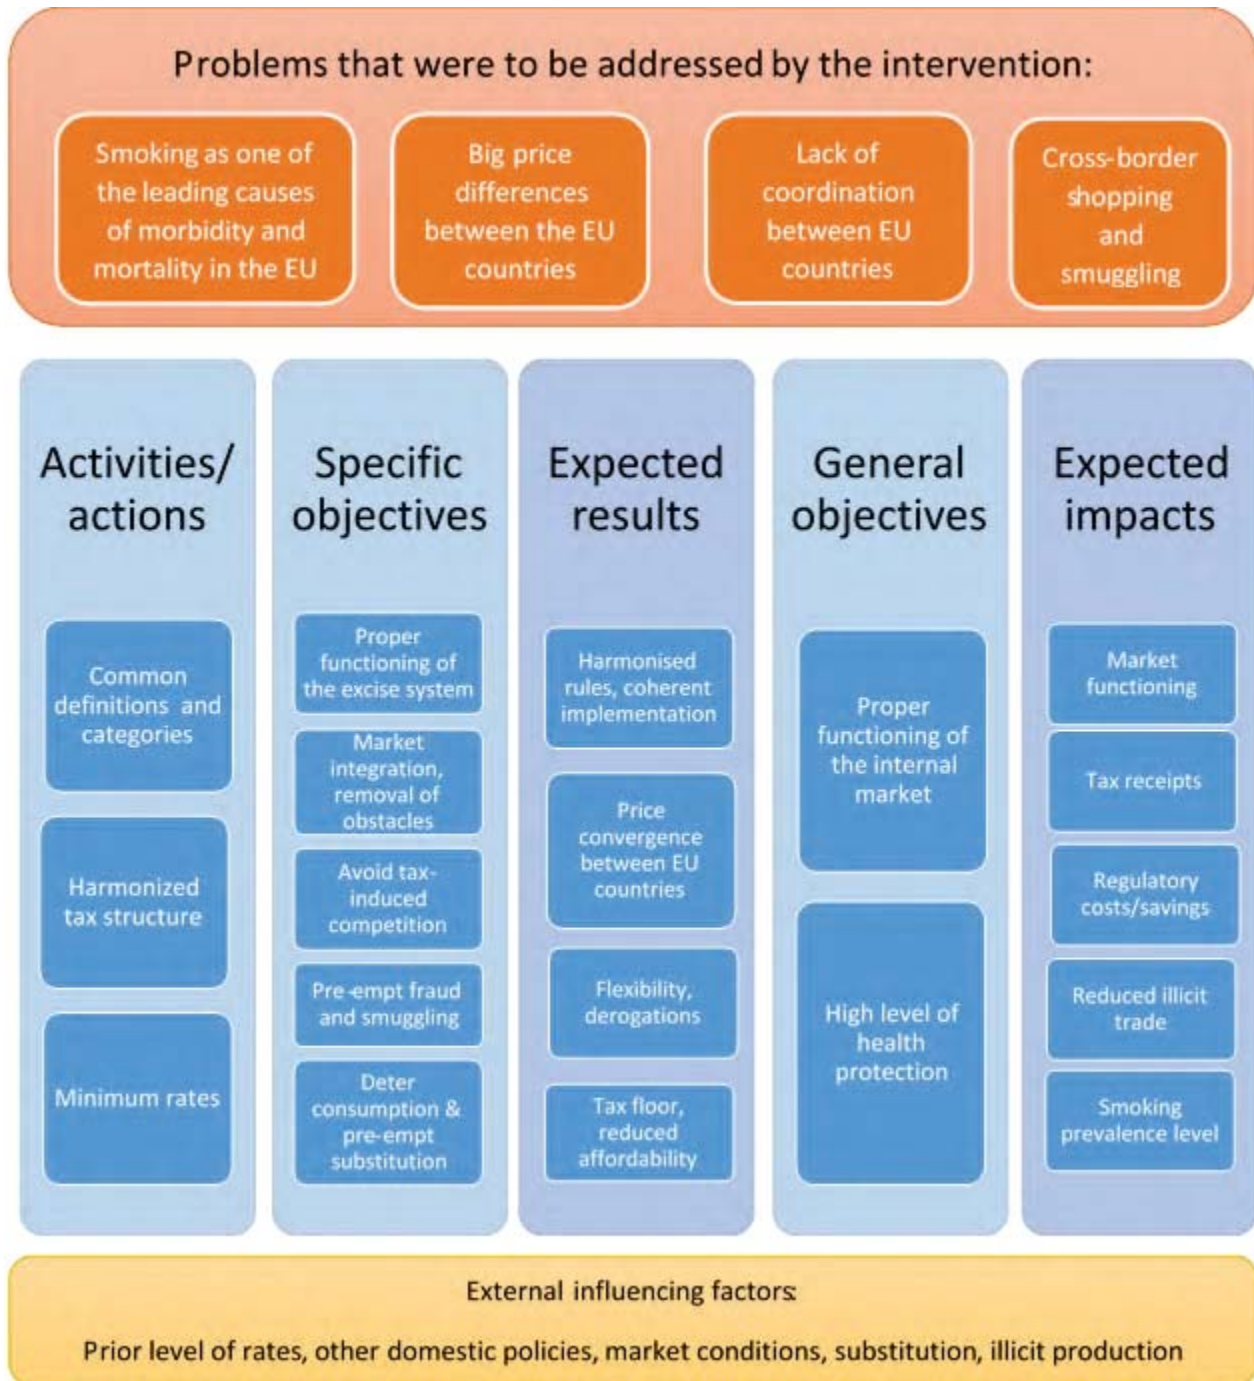 Problems that were to be addressed by the intervention:
Smoking as one of
the leading causes
of morbidity and
mortality in the EU
Big price
differences
between the EU
countries
Lack of
coordination
between EU
countries
Cross-border
shopping
and
smuggling
Activities/
actions
Common
definitions and
categories
Harmonized
tax structure
Minimum rates
Specific
objectives
Proper
functioning of
the excise system
Market
integration,
removal of
obstacles
Avoid tax-
induced
competition
Pre-empt fraud
and smuggling
Deter
consumption &
pre-empt
substitution
Expected
results
Harmonised
rules, coherent
implementation
Price
convergence
between EU
countries
Flexibility,
derogations
Tax floor,
reduced
affordability
General
objectives
Proper
functioning of
the internal
market
High level of
health
protection
Expected
impacts
Market
functioning
Tax receipts
Regulatory
costs/savings
Reduced illicit
trade
Smoking
prevalence level
External influencing factors:
Prior level of rates, other domestic policies, market conditions, substitution, illicit production